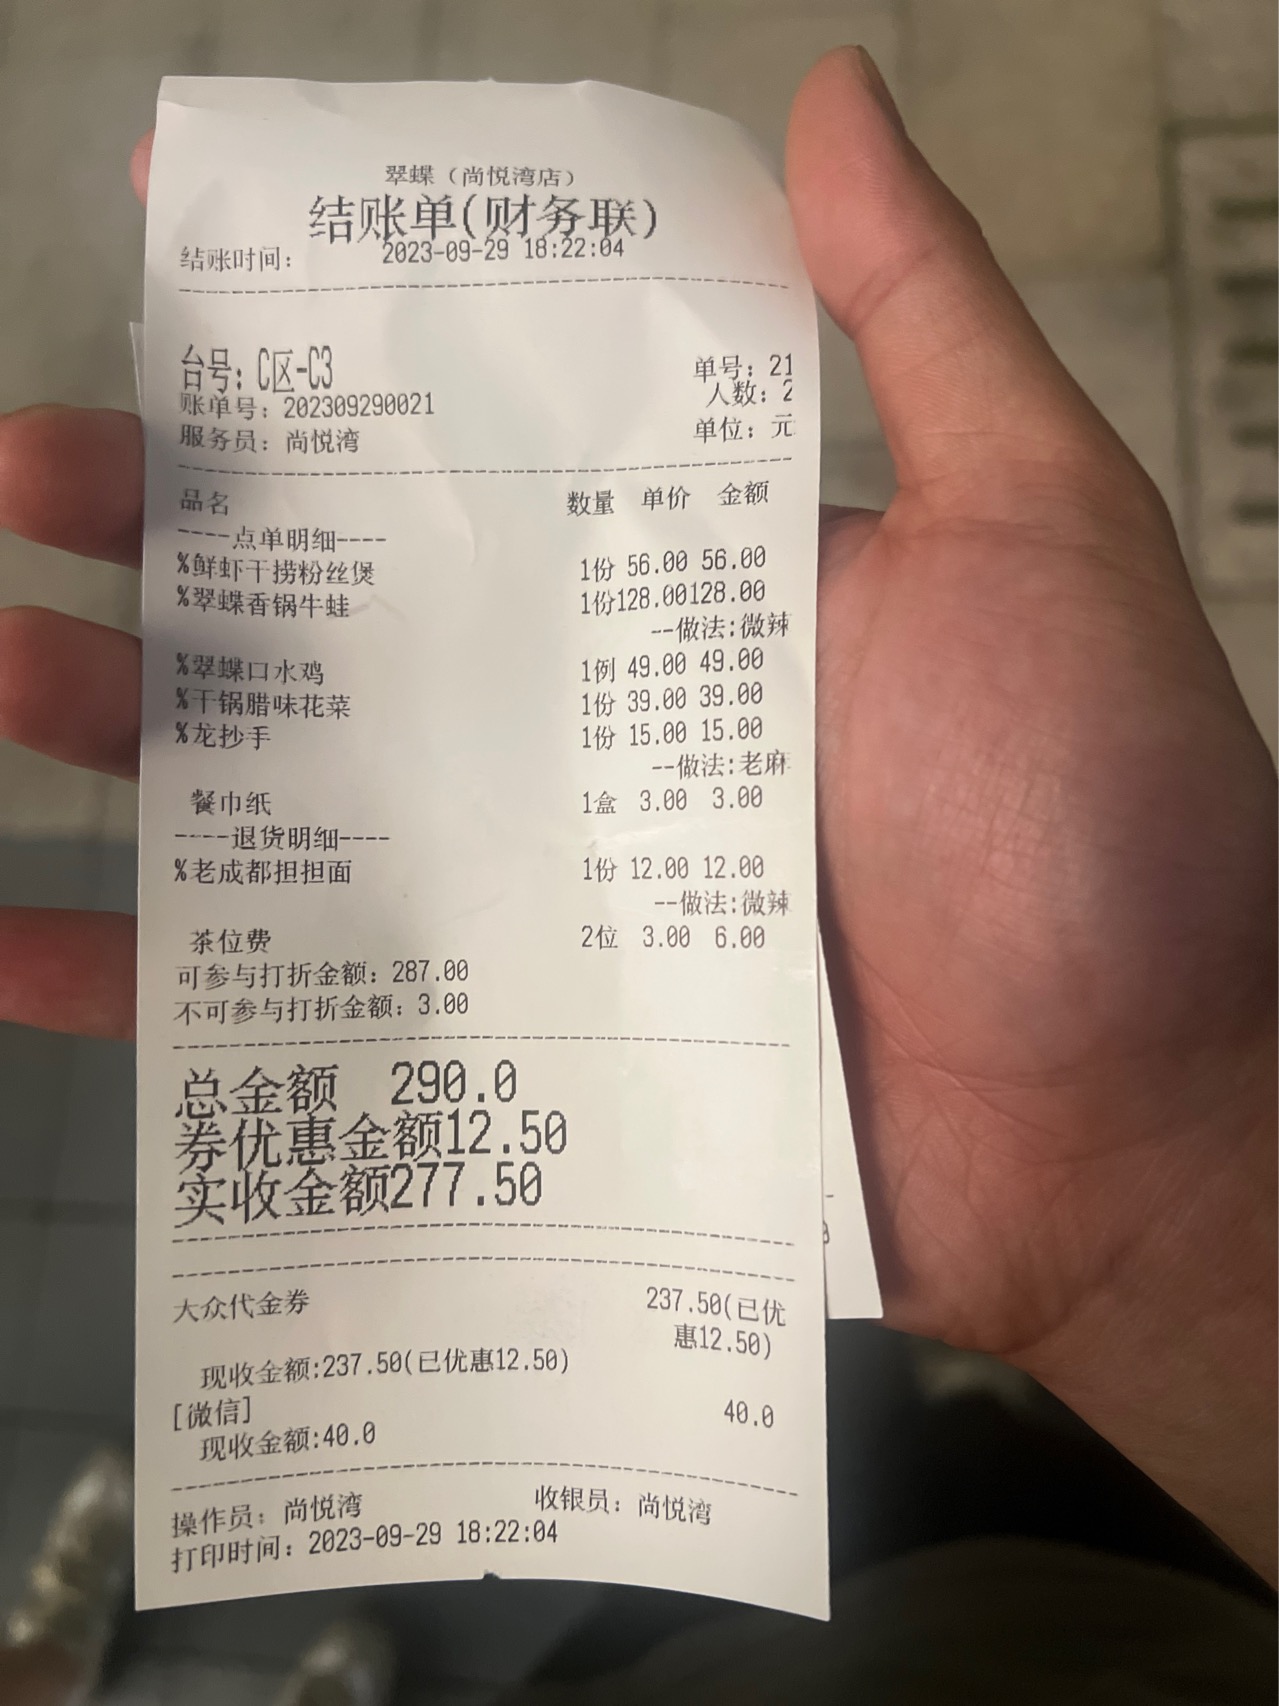 翠蝶（尚悦湾店）
结账单(财务联)
结账时间： 2023-09-29 18:22:04
台号：C区-C3 单号：21
人数：2
账单号：202309290021
服务员：尚悦湾 单位：元
品名 数量 单价 金额
----点单明细----
%鲜虾干捞粉丝煲 1份 56.00 56.00
%翠蝶香锅牛蛙 1份128.00128.00
--做法:微辣
%翠蝶口水鸡 1例 49.00 49.00
%干锅腊味花菜 1份 39.00 39.00
%龙抄手 1份 15.00 15.00
--做法:老麻
餐巾纸 1盒 3.00 3.00
----退货明细----
%老成都担担面 1份 12.00 12.00
--做法:微辣
茶位费 2位 3.00 6.00
可参与打折金额：287.00
不可参与打折金额：3.00
总金额 290.0
券优惠金额12.50
实收金额277.50
大众代金券 237.50(已优
惠12.50)
现收金额:237.50(已优惠12.50)
[微信] 40.0
现收金额:40.0
操作员：尚悦湾 收银员：尚悦湾
打印时间：2023-09-29 18:22:04